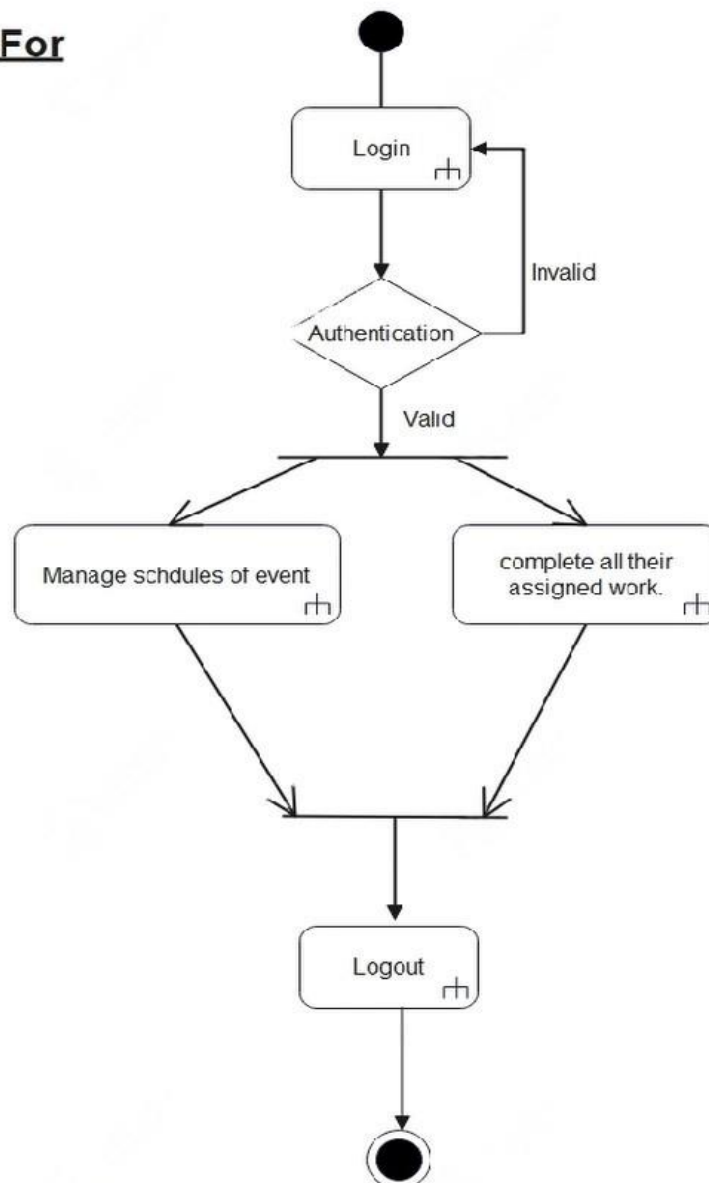 For
Login
Invalid
Authentication
Valid
Manage schdules of event
complete all their
assigned work.
Logout